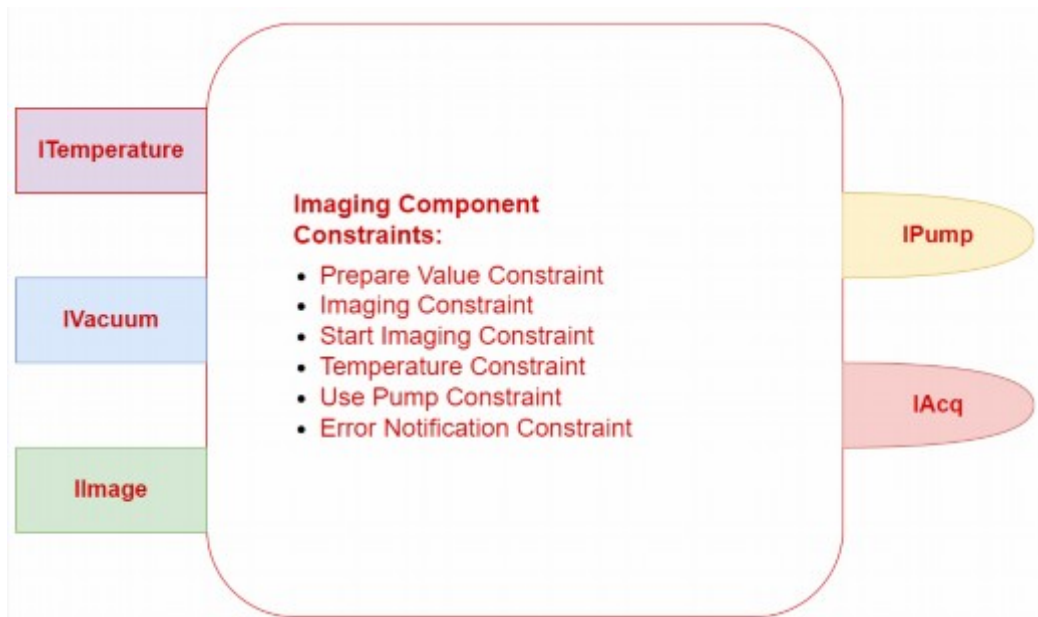 ITemperature
IVacuum
IImage
Imaging Component
Constraints:
Prepare Value Constraint
Imaging Constraint
Start Imaging Constraint
Temperature Constraint
Use Pump Constraint
Error Notification Constraint
IPump
IAcq